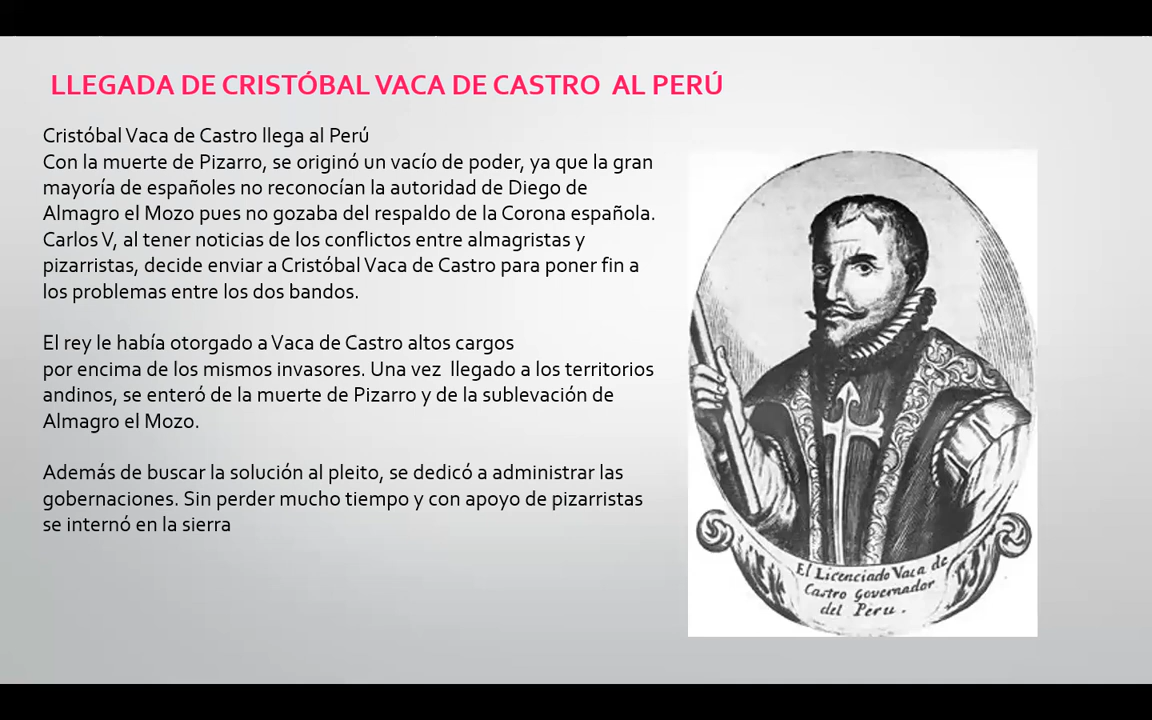 LLEGADA DE CRISTÓBAL VACA DE CASTRO AL PERÚ
Cristóbal Vaca de Castro llega al Perú
Con la muerte de Pizarro, se originó un vacío de poder, ya que la gran
mayoría de españoles no reconocían la autoridad de Diego de
Almagro el Mozo pues no gozaba del respaldo de la Corona española.
Carlos V, al tener noticias de los conflictos entre almagristas y
pizarristas, decide enviar a Cristóbal Vaca de Castro para poner fin a
los problemas entre los dos bandos.
El rey le había otorgado a Vaca de Castro altos cargos
por encima de los mismos invasores. Una vez llegado a los territorios
andinos, se enteró de la muerte de Pizarro y de la sublevación de
Almagro el Mozo.
Además de buscar la solución al pleito, se dedicó a administrar las
gobernaciones. Sin perder mucho tiempo y con apoyo de pizarristas
se internó en la sierra
El Licenciado Vaca de
Castro Governador
del Peru.